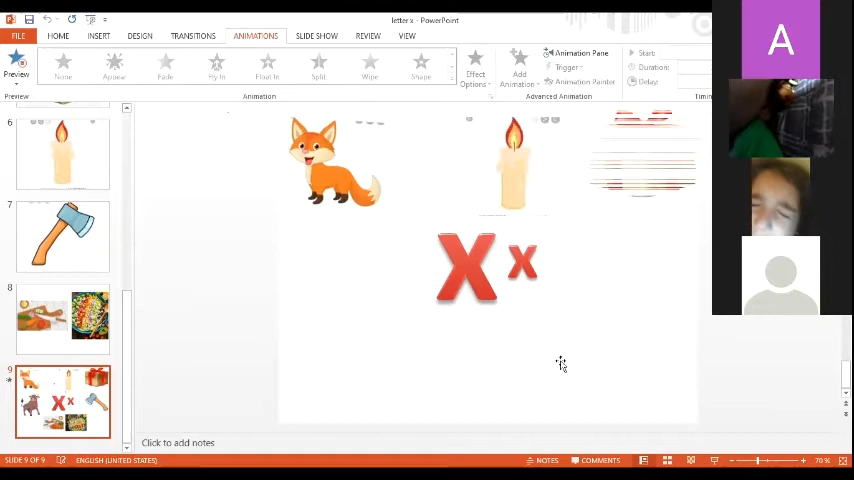 letter x - PowerPoint
FILE HOME INSERT DESIGN TRANSITIONS ANIMATIONS SLIDE SHOW REVIEW VIEW
Preview
None Appear Fade Fly In Float In Split Wipe Shape
Effect Options
Add Animation
Animation Pane
Trigger
Animation Painter
Start:
Duration:
Delay:
Preview Animation Advanced Animation Timin
A
6
7
8
9
X x
X x
Click to add notes
SLIDE 9 OF 9 ENGLISH (UNITED STATES) NOTES COMMENTS 70 %